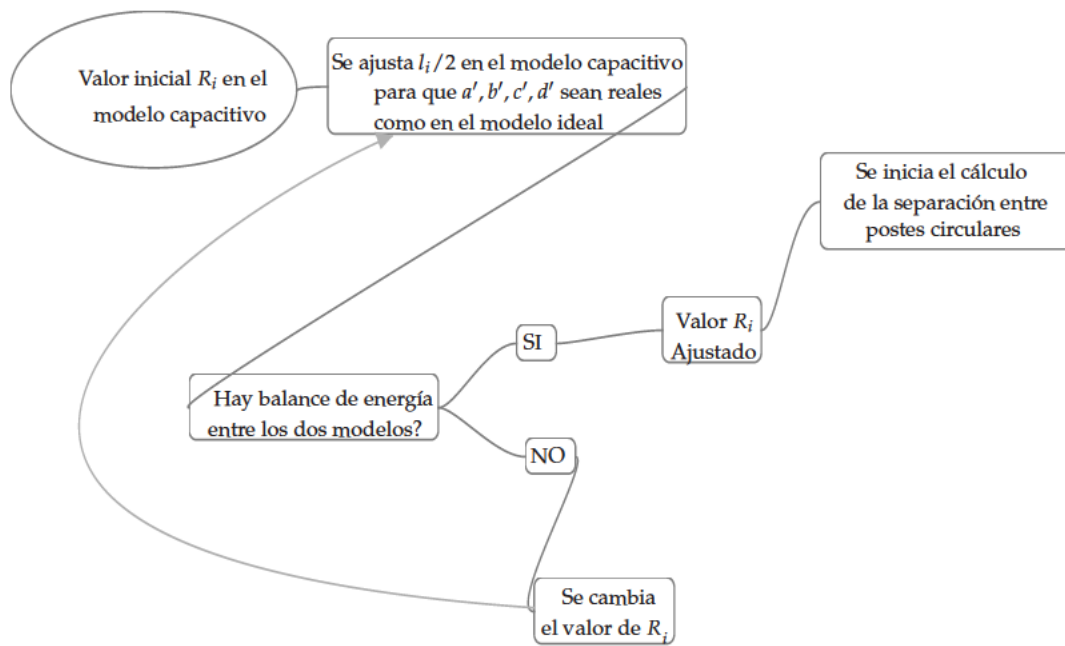 Valor inicial $R_i$ en el
modelo capacitivo
Se ajusta $l_i/2$ en el modelo capacitivo
para que $a', b', c', d'$ sean reales
como en el modelo ideal
Se inicia el cálculo
de la separación entre
postes circulares
SI
Valor $R_i$
Ajustado
Hay balance de energía
entre los dos modelos?
NO
Se cambia
el valor de $R_i$